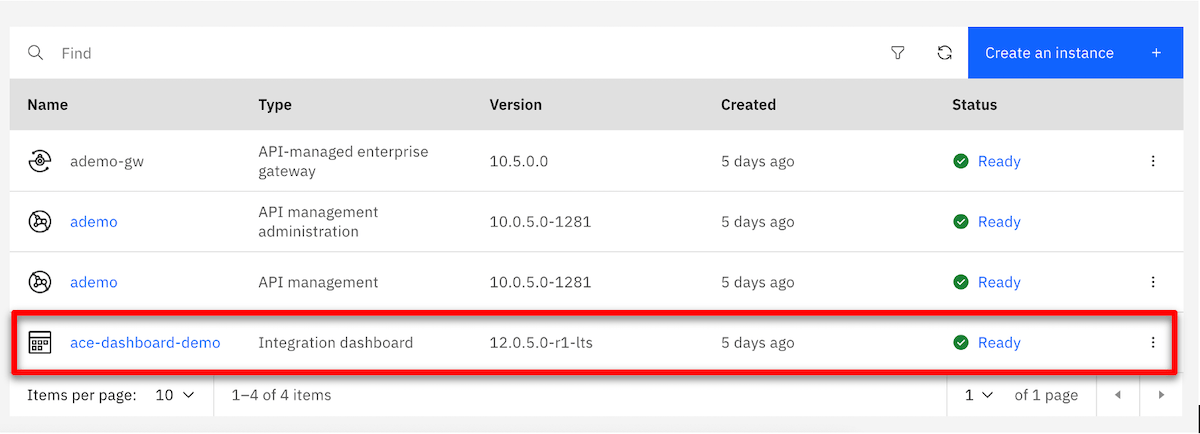 Find
Create an instance +
Name Type Version Created Status
ademo-gw API-managed enterprise gateway 10.5.0.0 5 days ago Ready
ademo API management administration 10.0.5.0-1281 5 days ago Ready
ademo API management 10.0.5.0-1281 5 days ago Ready
ace-dashboard-demo Integration dashboard 12.0.5.0-r1-lts 5 days ago Ready
Items per page: 10 1–4 of 4 items 1 of 1 page